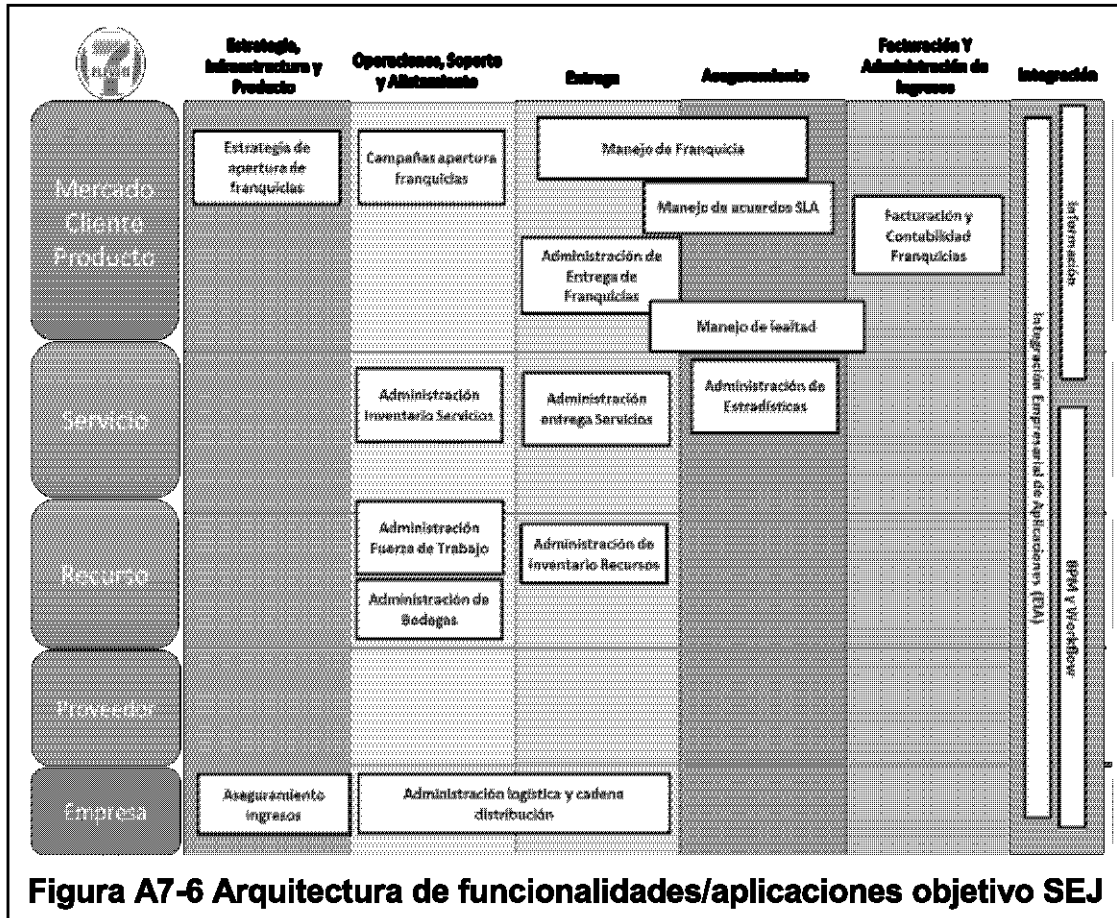 7
Estrategia,
Infraestructura y
Producto
Operaciones, Soporte
y Alistamiento
Entrega
Aseguramiento
Facturación Y
Administración de
Ingresos
Integración
Mercado
Cliente
Producto
Estrategia de
apertura de
franquicias
Campañas apertura
franquicias
Manejo de Franquicia
Manejo de acuerdos SLA
Administración de
Entrega de
Franquicias
Manejo de lealtad
Facturación y
Contabilidad
Franquicias
Servicio
Administración
Inventario Servicios
Administración
entrega Servicios
Administración de
Estradísticas
Recurso
Administración
Fuerza de Trabajo
Administración de
Bodegas
Administración de
Inventario Recursos
Proveedor
Empresa
Aseguramiento
ingresos
Administración logística y cadena
distribución
Integración Empresarial de Aplicaciones (EIA)
Información
BPM y Workflow
Figura A7-6 Arquitectura de funcionalidades/aplicaciones objetivo SEJ